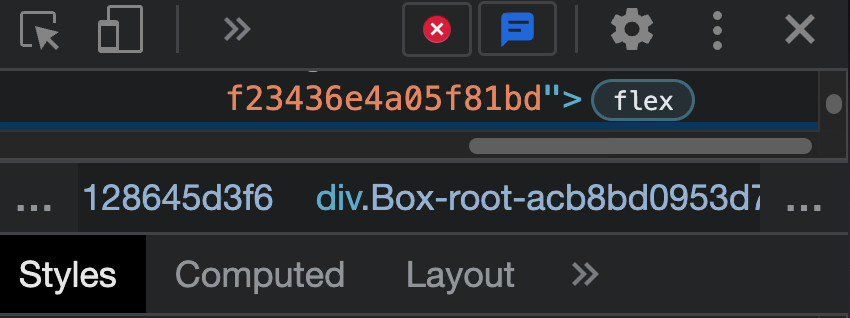 f23436e4a05f81bd"> flex
... 128645d3f6 div.Box-root-acb8bd0953d7 ...
Styles Computed Layout